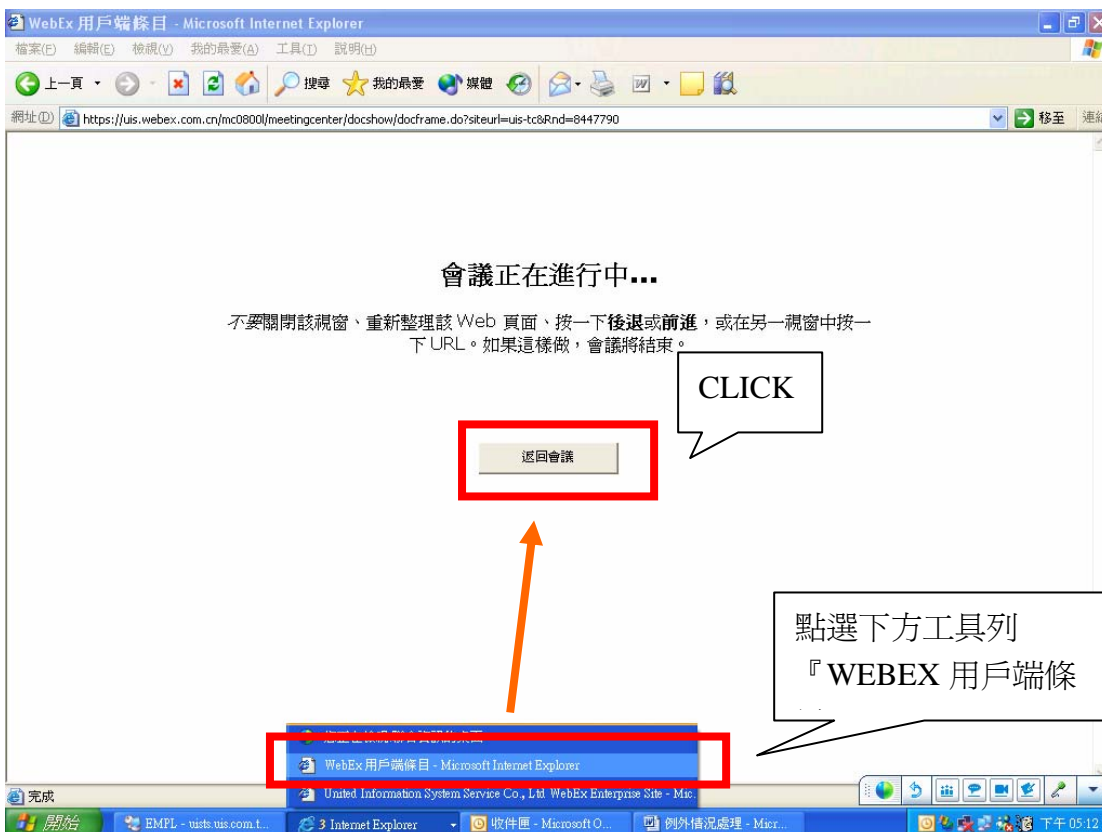 WebEx 用戶端條目 - Microsoft Internet Explorer
檔案(F) 編輯(E) 檢視(V) 我的最愛(A) 工具(T) 說明(H)
上一頁 搜尋 我的最愛 媒體
網址(D) https://uis.webex.com.cn/mc0800l/meetingcenter/docshow/docframe.do?siteurl=uis-tc&Rnd=8447790 移至
會議正在進行中...
不要關閉該視窗、重新整理該 Web 頁面、按一下後退或前進，或在另一視窗中按一
下 URL。如果這樣做，會議將結束。
CLICK
返回會議
點選下方工具列
『WEBEX 用戶端條
WebEx 用戶端條目 - Microsoft Internet Explorer
United Information System Service Co., Ltd. WebEx Enterprise Site - Mic.
完成
開始 EMPL - uists.uis.com.t... 3 Internet Explorer 收件匣 - Microsoft O... 例外情況處理 - Micr... 下午 05:12